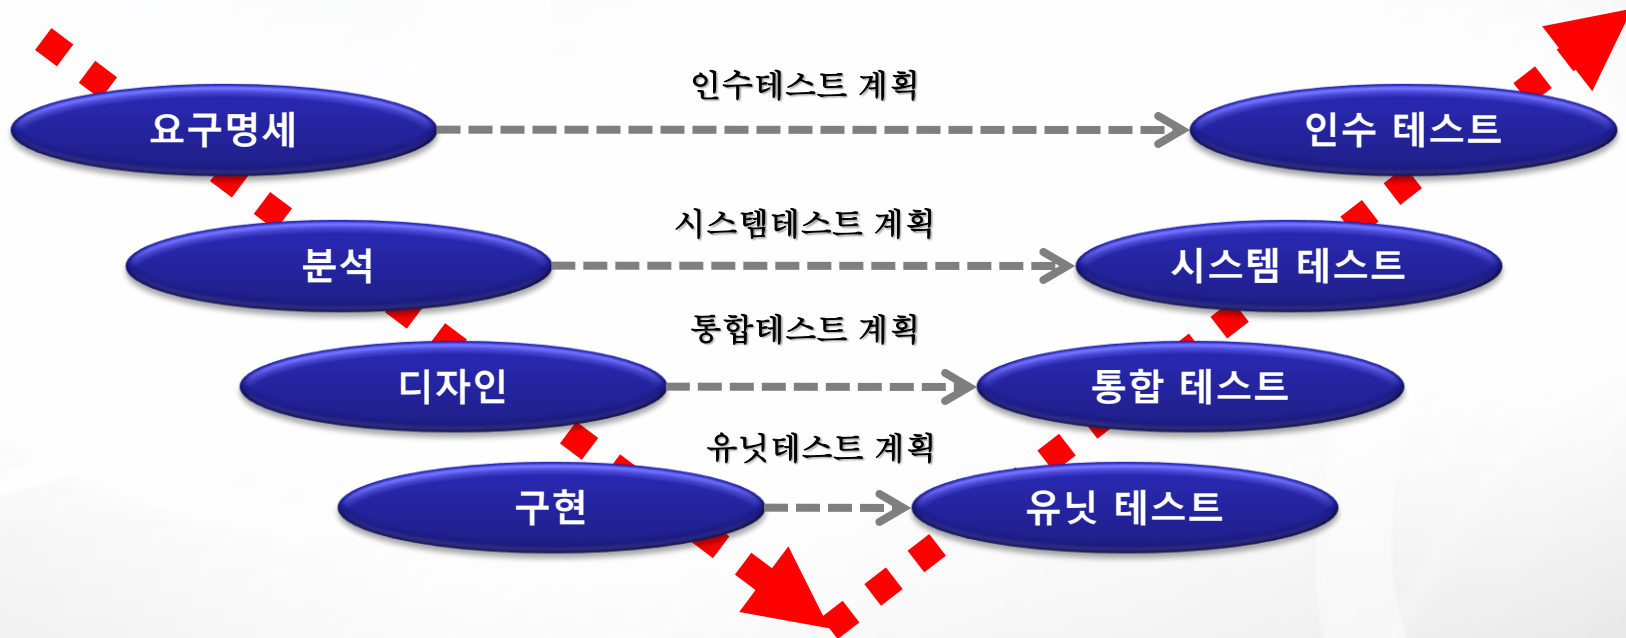 인수테스트 계획
요구명세
인수 테스트
시스템테스트 계획
분석
시스템 테스트
통합테스트 계획
디자인
통합 테스트
유닛테스트 계획
구현
유닛 테스트